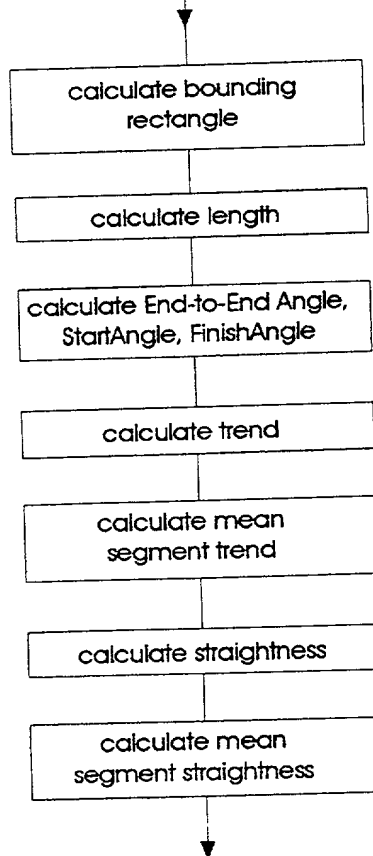 calculate bounding
rectangle
calculate length
calculate End-to-End Angle,
StartAngle, FinishAngle
calculate trend
calculate mean
segment trend
calculate straightness
calculate mean
segment straightness